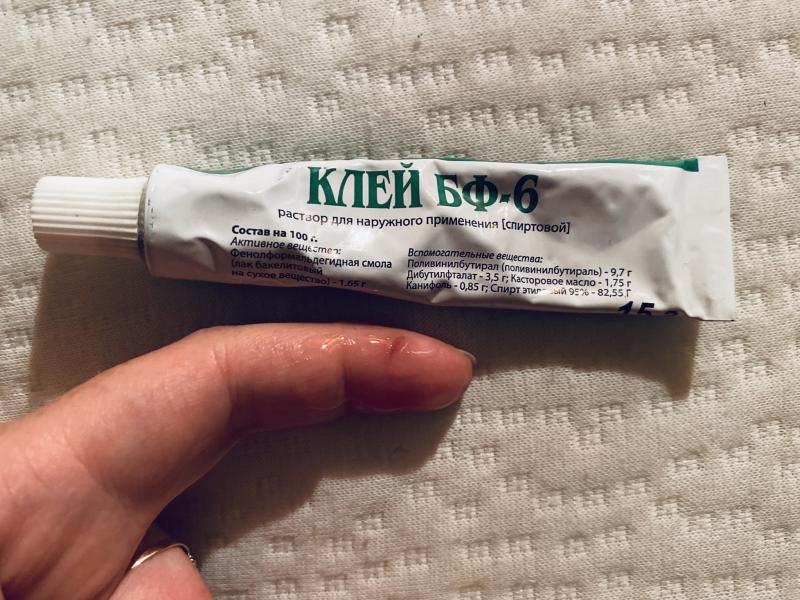 КЛЕЙ БФ-6
раствор для наружного применения [спиртовой]
Состав на 100 г.
Активное вещество:
Фенолформальдегидная смола
(лак бакелитовый
на сухое вещество) - 1,65 г
Вспомогательные вещества:
Поливинилбутирал (поливинилбутираль) - 9,7 г
Дибутилфталат - 3,5 г; Касторовое масло - 1,75 г
Канифоль - 0,85 г; Спирт этиловый 95% - 82,55 г
15 г